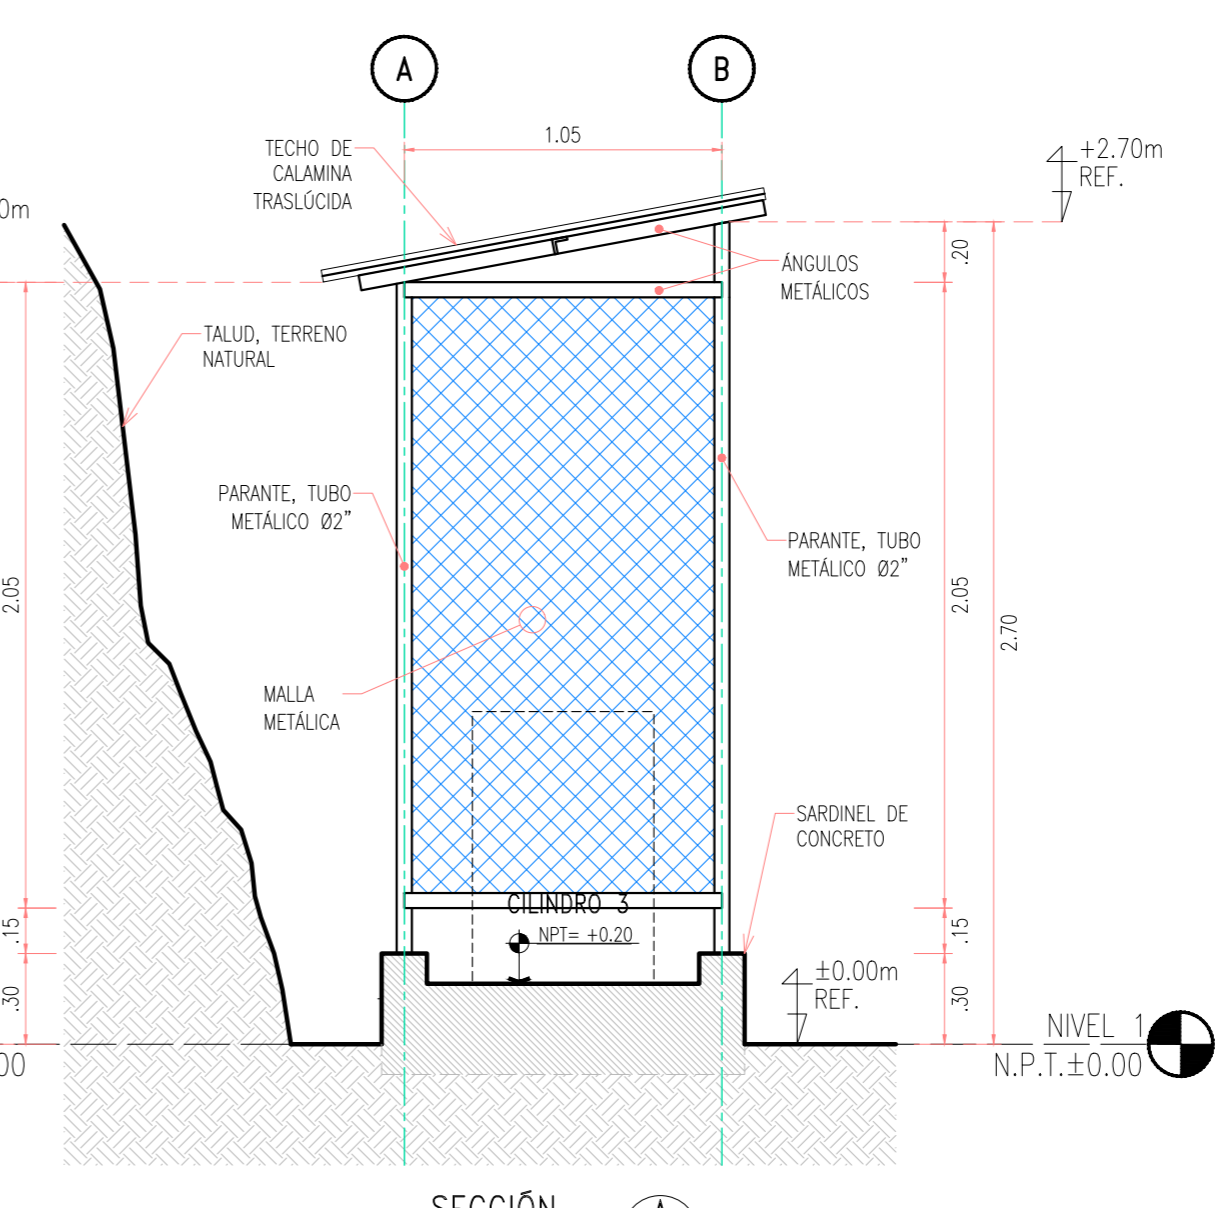 A
B
1.05
TECHO DE
CALAMINA
TRASLÚCIDA
+2.70m
REF.
0m
.20
ÁNGULOS
METÁLICOS
TALUD, TERRENO
NATURAL
PARANTE, TUBO
METÁLICO Ø2”
PARANTE, TUBO
METÁLICO Ø2”
2.05
2.05
2.70
MALLA
METÁLICA
SARDINEL DE
CONCRETO
CILINDRO 3
NPT= +0.20
.15
.15
±0.00m
REF.
.30
.30
NIVEL 1
N.P.T.±0.00
00
SECCIÓN